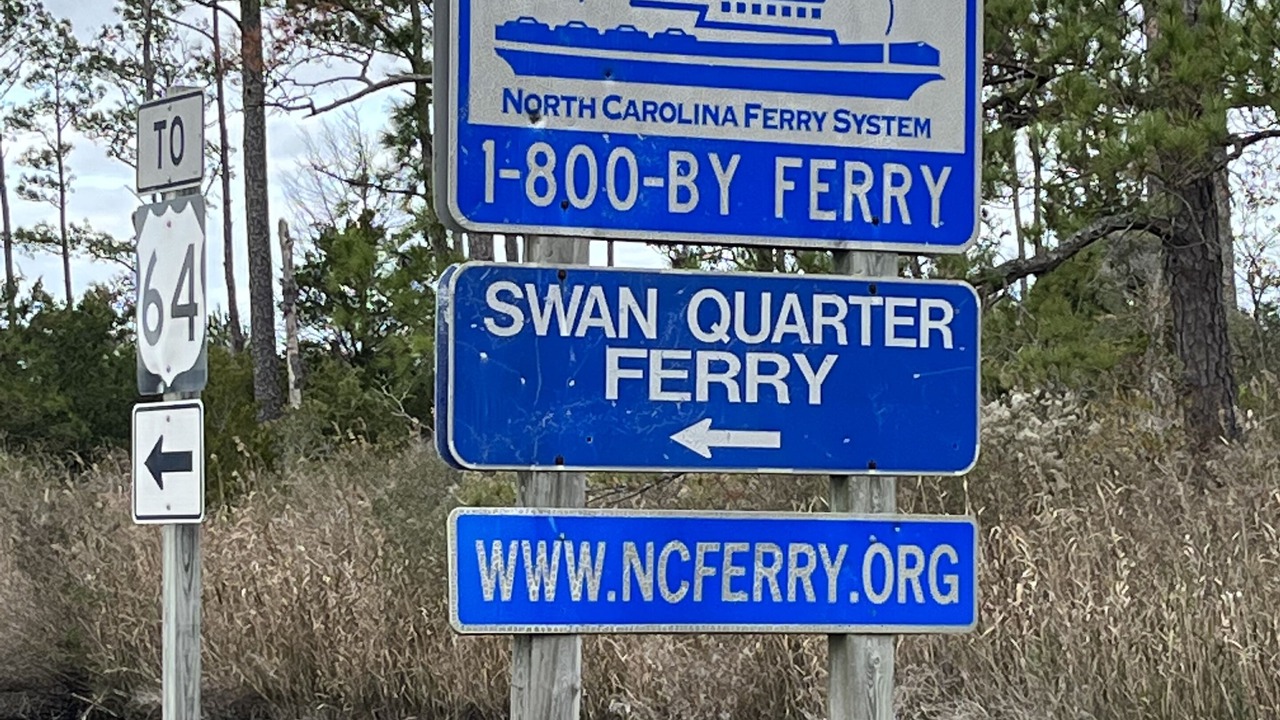 TO
64
NORTH CAROLINA FERRY SYSTEM
1-800-BY FERRY
SWAN QUARTER
FERRY
WWW.NCFERRY.ORG